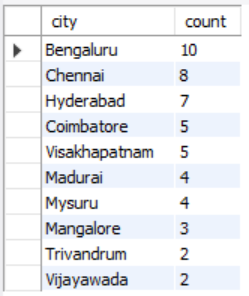 city count
Bengaluru 10
Chennai 8
Hyderabad 7
Coimbatore 5
Visakhapatnam 5
Madurai 4
Mysuru 4
Mangalore 3
Trivandrum 2
Vijayawada 2